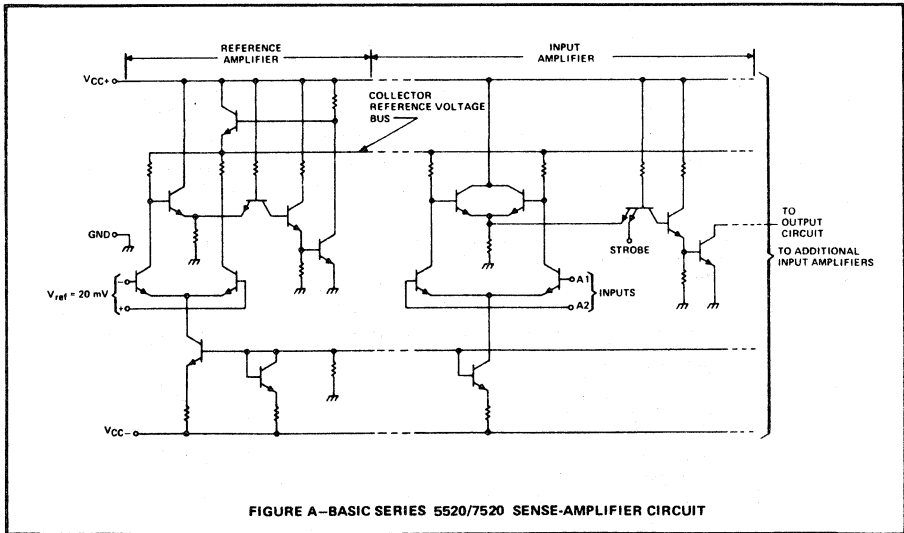 REFERENCE
AMPLIFIER
INPUT
AMPLIFIER
VCC+
COLLECTOR
REFERENCE VOLTAGE
BUS
GND
STROBE
TO
OUTPUT
CIRCUIT
TO ADDITIONAL
INPUT AMPLIFIERS
Vref = 20 mV
−
+
A1
A2
INPUTS
VCC−
FIGURE A—BASIC SERIES 5520/7520 SENSE-AMPLIFIER CIRCUIT